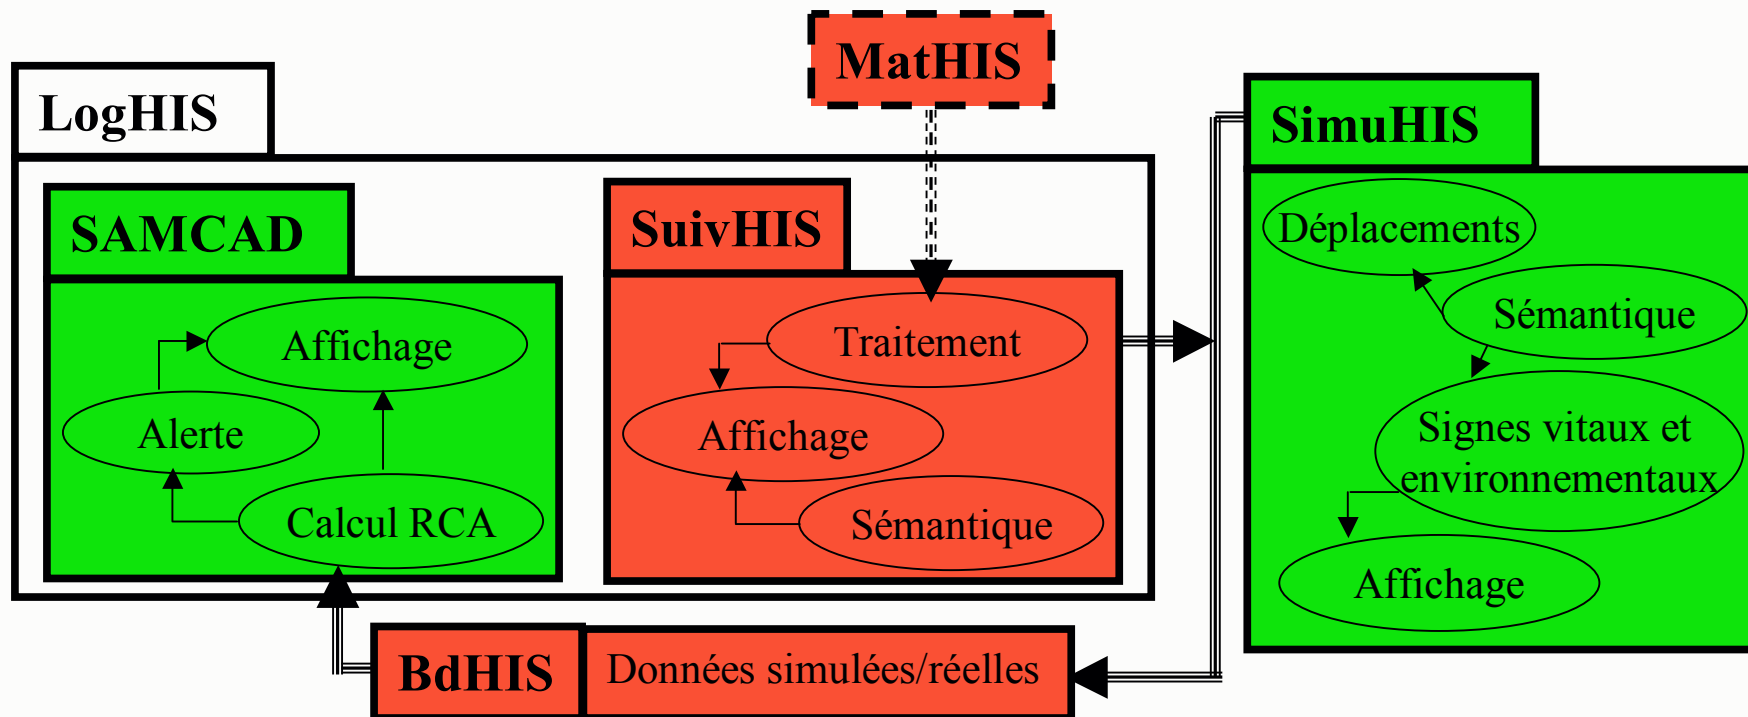 MatHIS
LogHIS
SimuHIS
SAMCAD
SuivHIS
Déplacements
Affichage
Traitement
Sémantique
Alerte
Affichage
Signes vitaux et
environnementaux
Calcul RCA
Sémantique
Affichage
BdHIS
Données simulées/réelles